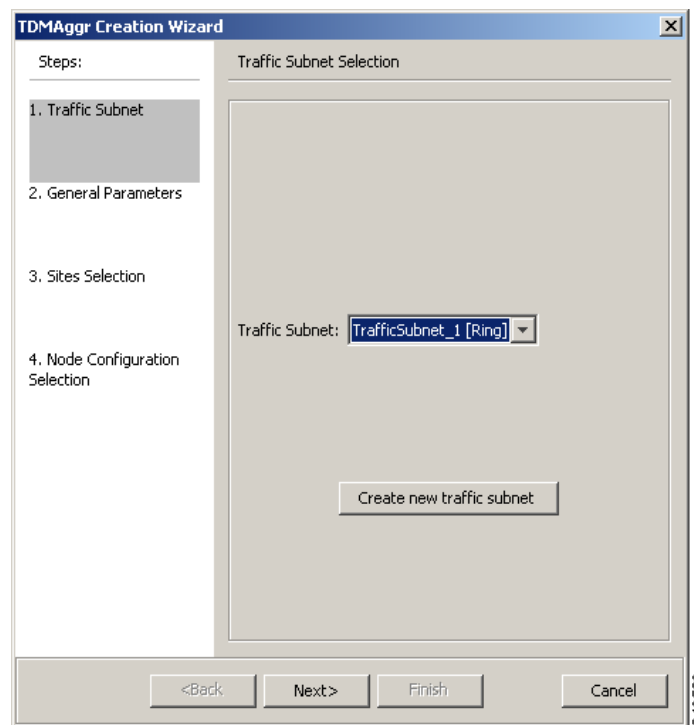 TDMAggr Creation Wizard
Steps:
Traffic Subnet Selection
1. Traffic Subnet
2. General Parameters
3. Sites Selection
4. Node Configuration
Selection
Traffic Subnet: TrafficSubnet_1 [Ring]
Create new traffic subnet
<Back Next> Finish Cancel